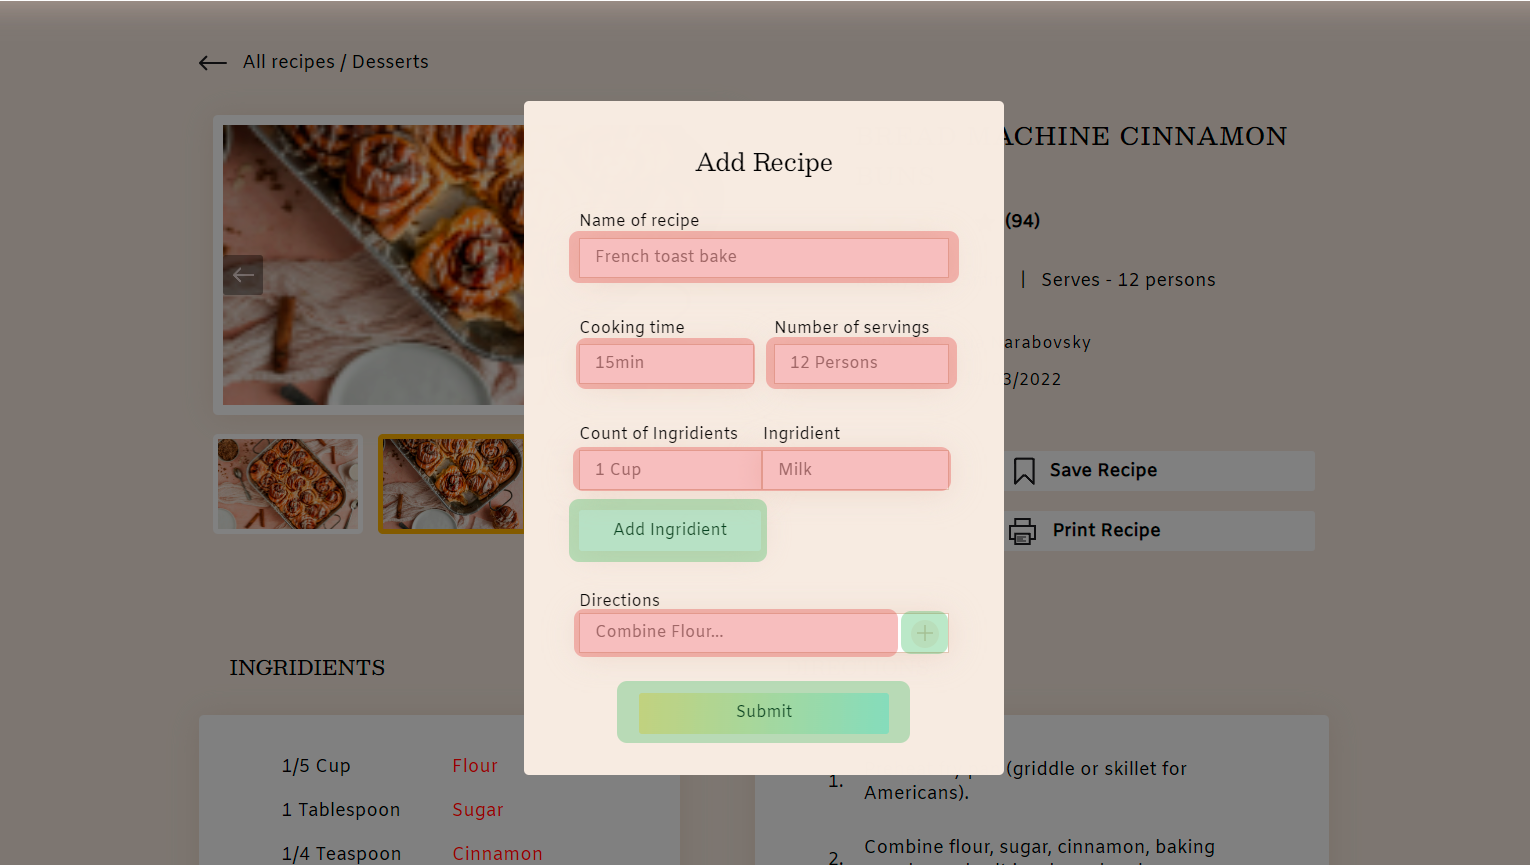 All recipes / Desserts
ACHINE CINNAMON
Add Recipe
Name of recipe
(94)
French toast bake
| Serves - 12 persons
Cooking time
Number of servings
arabovsky
15min
12 Persons
3/2022
Count of Ingridients
Ingridient
1 Cup
Milk
Save Recipe
Add Ingridient
Print Recipe
Directions
Combine Flour...
INGRIDIENTS
Submit
1/5 Cup
Flour
1.
(griddle or skillet for
Americans).
1 Tablespoon
Sugar
1/4 Teaspoon
Cinnamon
2.
Combine flour, sugar, cinnamon, baking